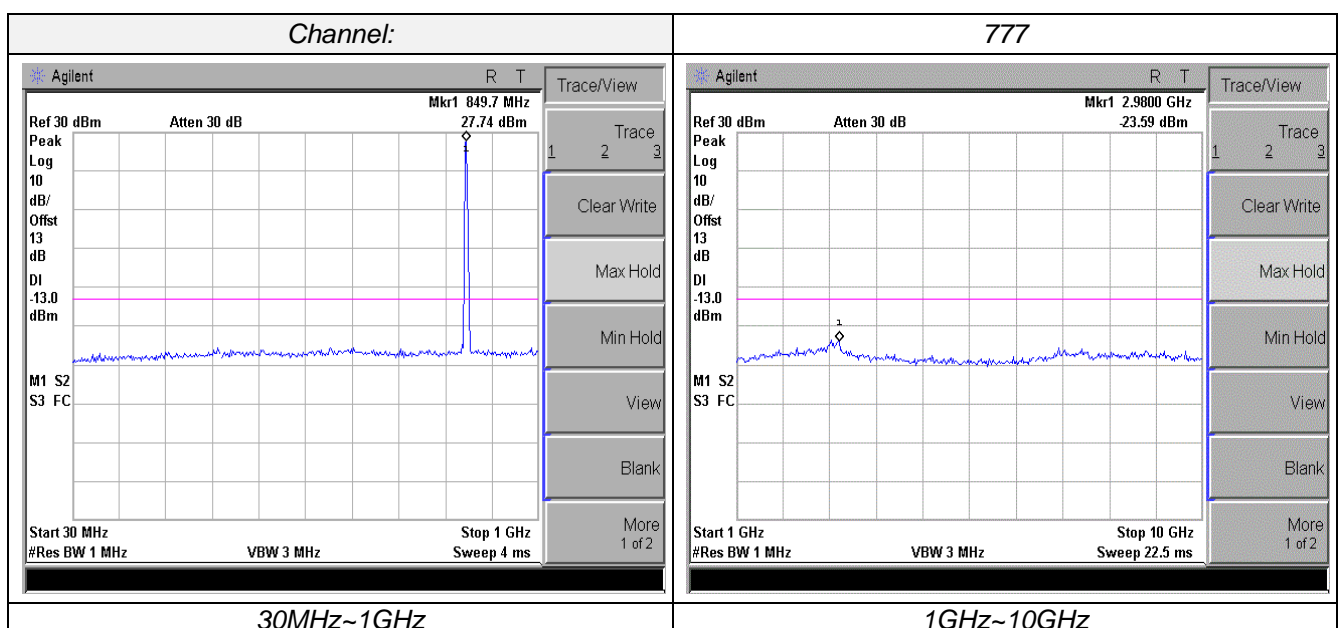 Channel:
777
Agilent
R T
Mkr1 849.7 MHz
Ref 30 dBm
Atten 30 dB
27.74 dBm
Peak
Log
10
dB/
Offst
13
dB
DI
-13.0
dBm
M1 S2
S3 FC
1
Start 30 MHz
Stop 1 GHz
#Res BW 1 MHz
VBW 3 MHz
Sweep 4 ms
Trace/View
Trace
1 2 3
Clear Write
Max Hold
Min Hold
View
Blank
More
1 of 2
Agilent
R T
Mkr1 2.9800 GHz
Ref 30 dBm
Atten 30 dB
-23.59 dBm
Peak
Log
10
dB/
Offst
13
dB
DI
-13.0
dBm
M1 S2
S3 FC
1
Start 1 GHz
Stop 10 GHz
#Res BW 1 MHz
VBW 3 MHz
Sweep 22.5 ms
Trace/View
Trace
1 2 3
Clear Write
Max Hold
Min Hold
View
Blank
More
1 of 2
30MHz~1GHz
1GHz~10GHz